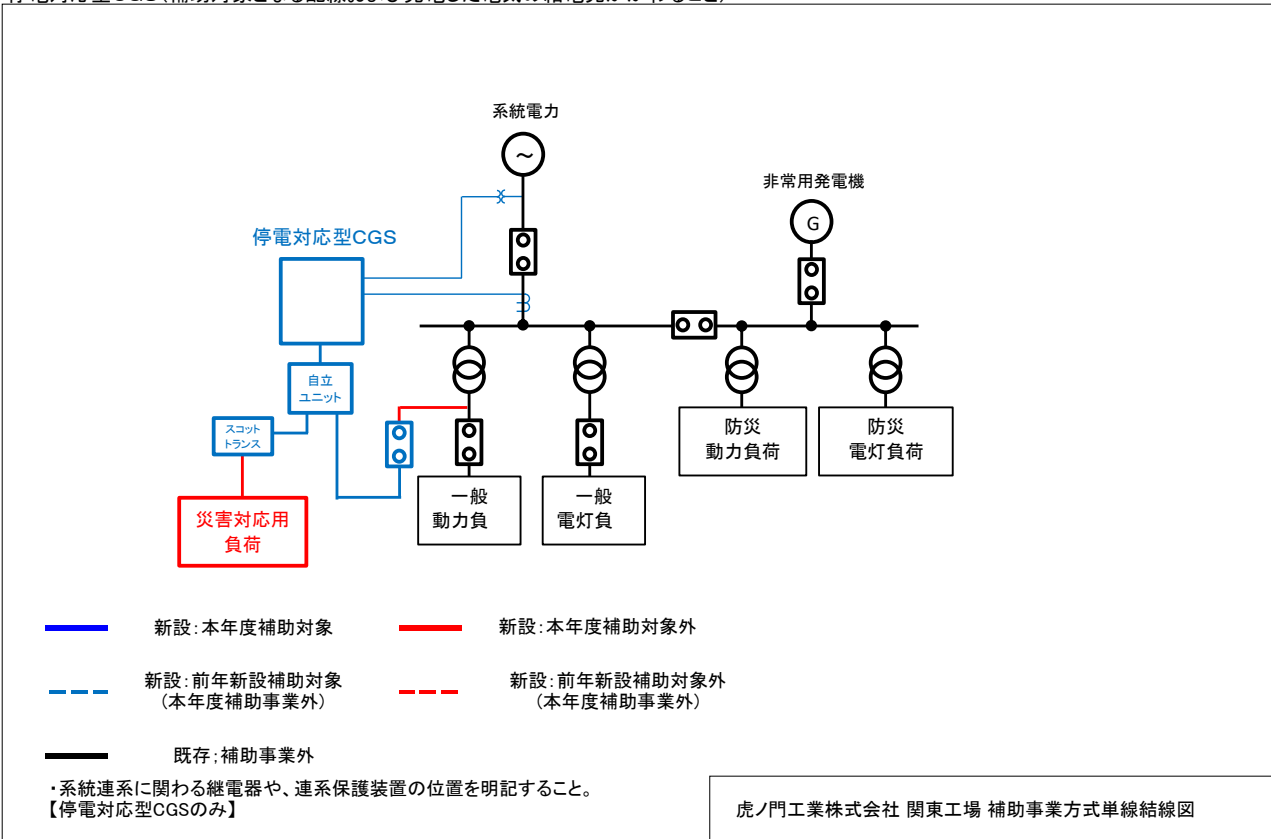 系統電力
～
非常用発電機
G
停電対応型CGS
自立
ユニット
スコット
トランス
災害対応用
負荷
一般
動力負
一般
電灯負
防災
動力負荷
防災
電灯負荷
新設:本年度補助対象
新設:本年度補助対象外
新設:前年新設補助対象
(本年度補助事業外)
新設:前年新設補助対象外
(本年度補助事業外)
既存;補助事業外
・系統連系に関わる継電器や、連系保護装置の位置を明記すること。
【停電対応型CGSのみ】
虎ノ門工業株式会社 関東工場 補助事業方式単線結線図